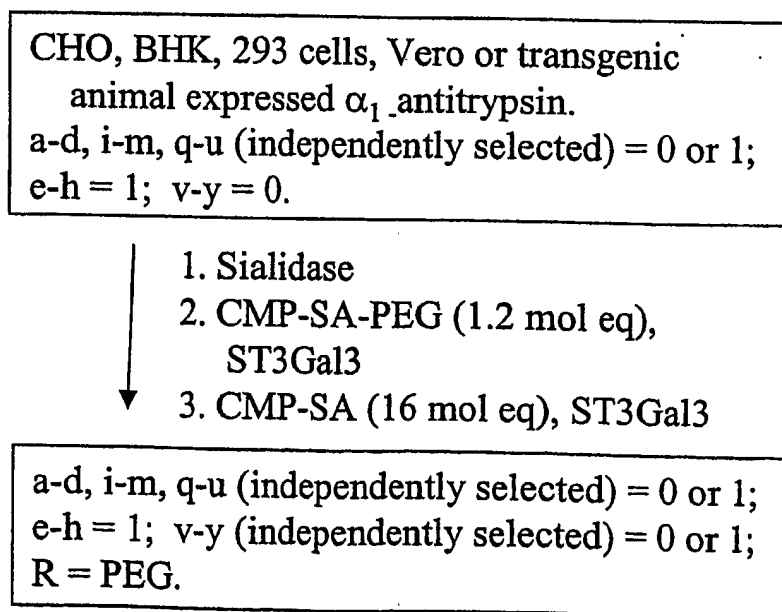 CHO, BHK, 293 cells, Vero or transgenic
animal expressed α₁-antitrypsin.
a-d, i-m, q-u (independently selected) = 0 or 1;
e-h = 1; v-y = 0.
1. Sialidase
2. CMP-SA-PEG (1.2 mol eq),
ST3Gal3
3. CMP-SA (16 mol eq), ST3Gal3
a-d, i-m, q-u (independently selected) = 0 or 1;
e-h = 1; v-y (independently selected) = 0 or 1;
R = PEG.